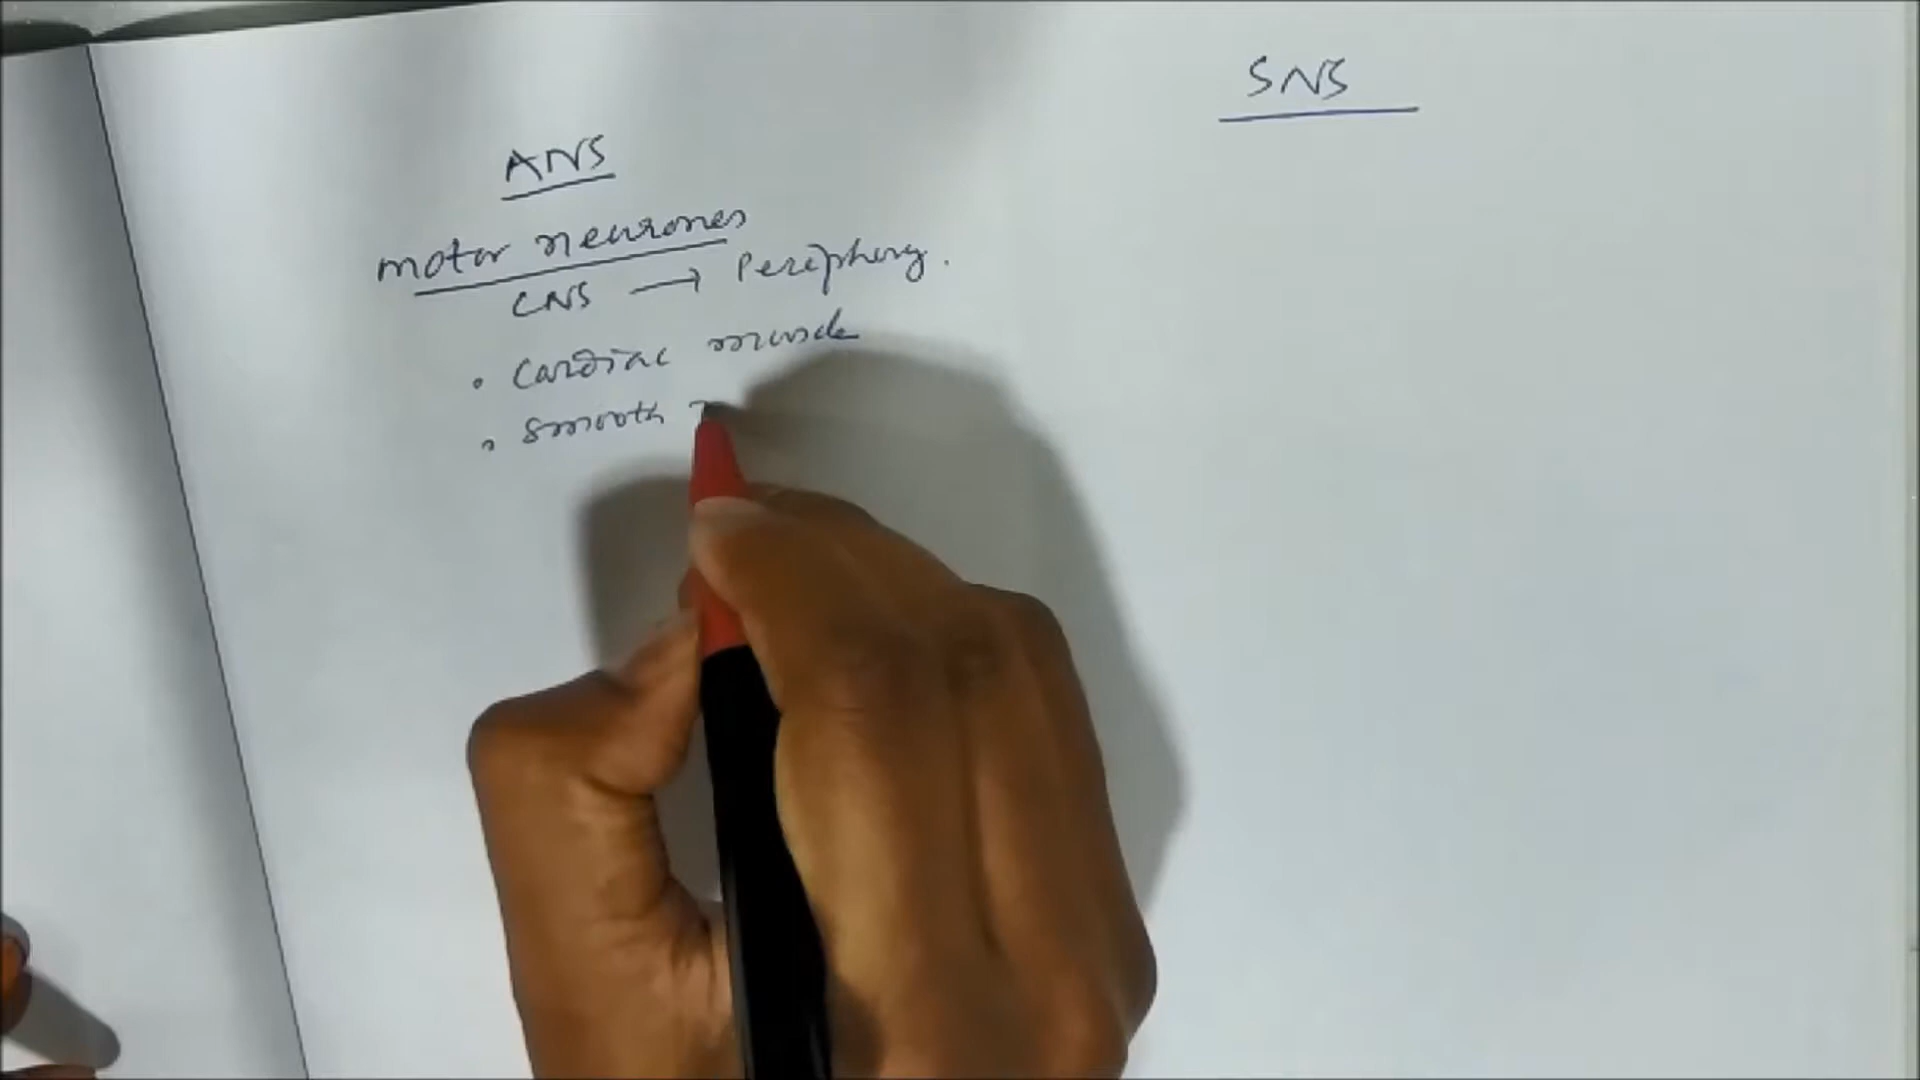 SNS
ANS
motor neurones
CNS → Periphery.
• Cardiac muscle
• Smooth